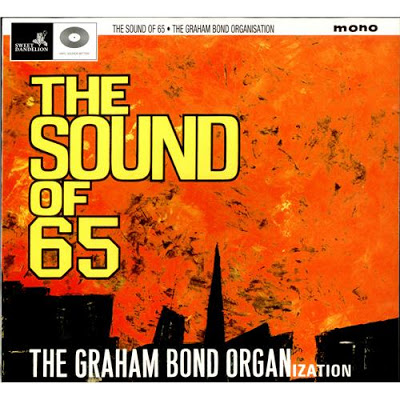 SWEET
DANDELION
THE SOUND OF 65 • THE GRAHAM BOND ORGANISATION
mono
THE
SOUND
OF
65
THE GRAHAM BOND ORGANIZATION